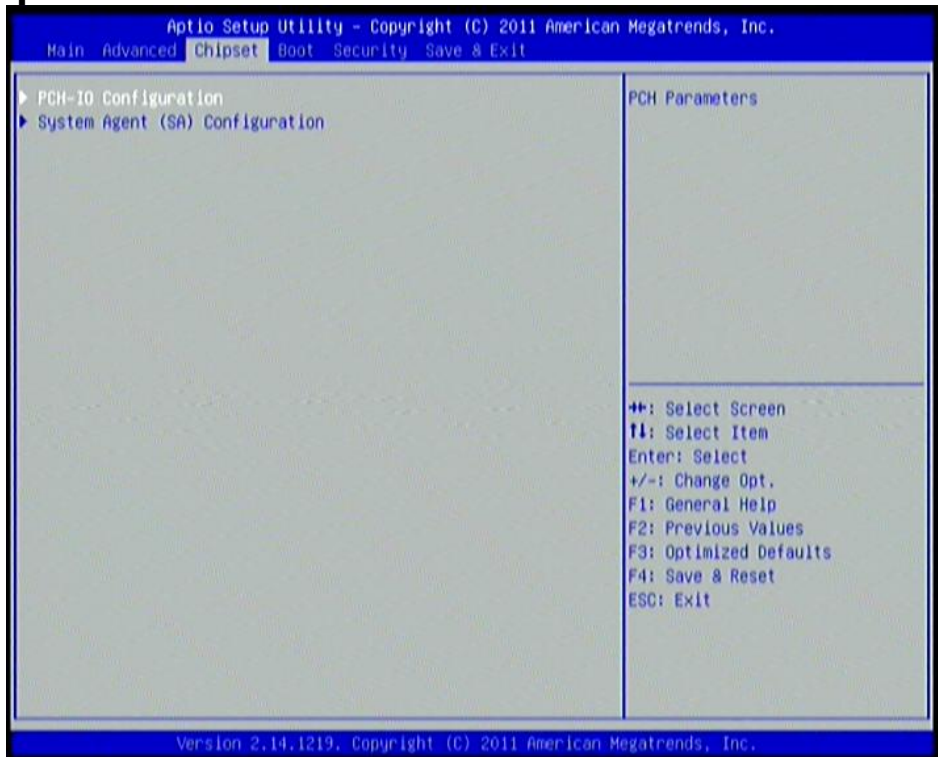 Aptio Setup Utility – Copyright (C) 2011 American Megatrends, Inc.
Main Advanced Chipset Boot Security Save & Exit
PCH-IO Configuration
System Agent (SA) Configuration
PCH Parameters
→←: Select Screen
↑↓: Select Item
Enter: Select
+/-: Change Opt.
F1: General Help
F2: Previous Values
F3: Optimized Defaults
F4: Save & Reset
ESC: Exit
Version 2.14.1219. Copyright (C) 2011 American Megatrends, Inc.